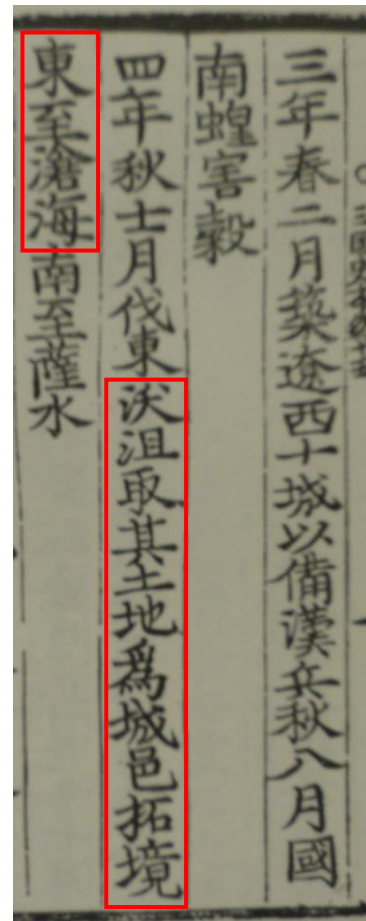 三年春二月築遼西十城以備漢兵秋八月國
南蝗害穀
四年秋七月伐東沃沮取其土地爲城邑拓境
東至滄海南至薩水